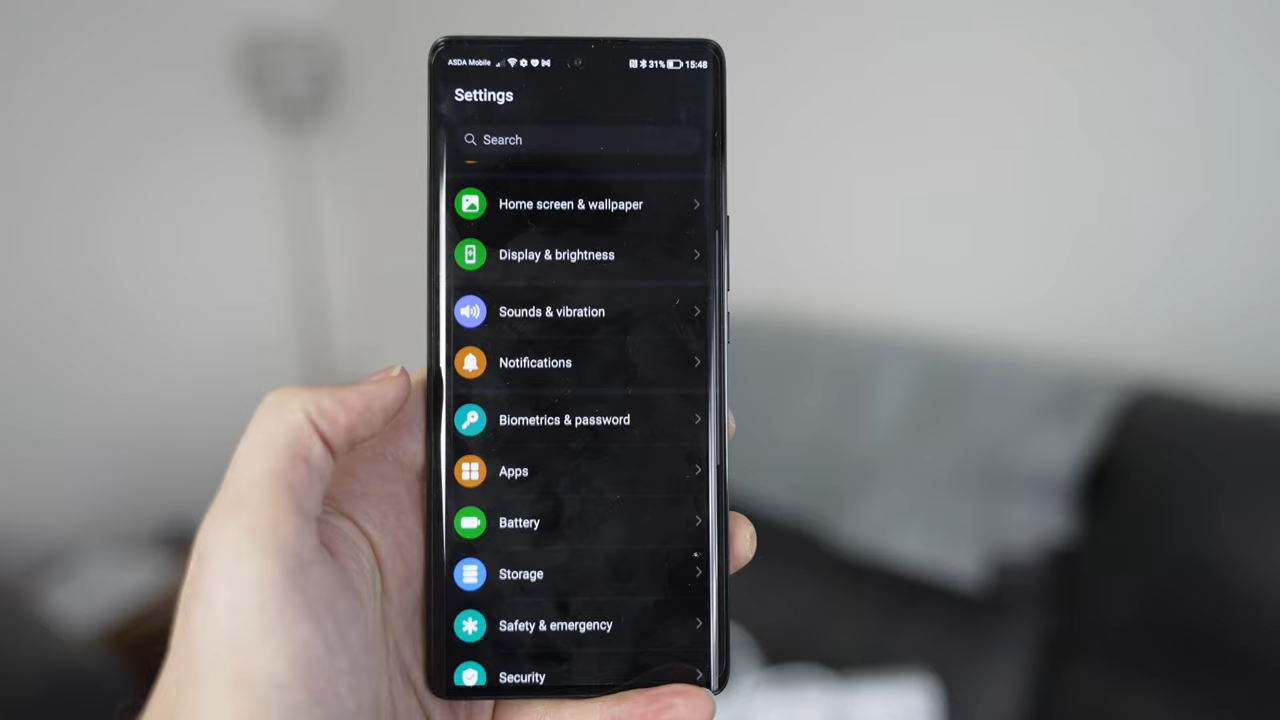 ASDA Mobile 31% 15:48
Settings
Search
Home screen & wallpaper
Display & brightness
Sounds & vibration
Notifications
Biometrics & password
Apps
Battery
Storage
Safety & emergency
Security